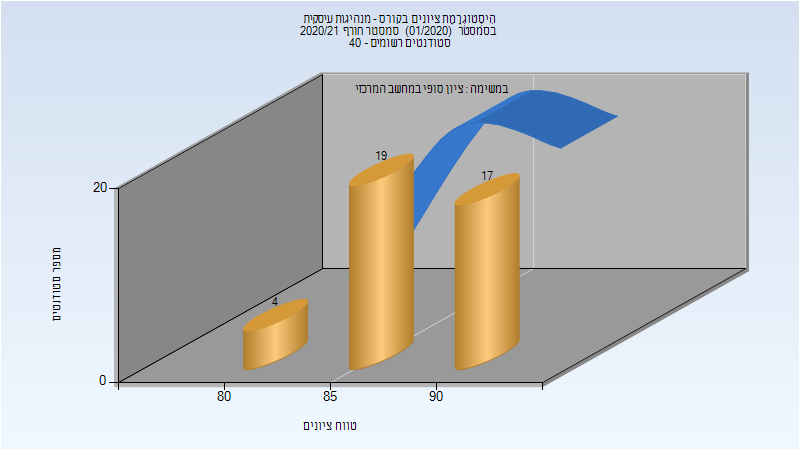 היסטוגרמת ציונים בקורס - מנהיגות עיסקית
בסמסטר (01/2020) סמסטר חורף 2020/21
סטודנטים רשומים - 40
במשימה : ציון סופי במחשב המרכזי
20
0
מספר סטודנטים
4
19
17
80
85
90
טווח ציונים